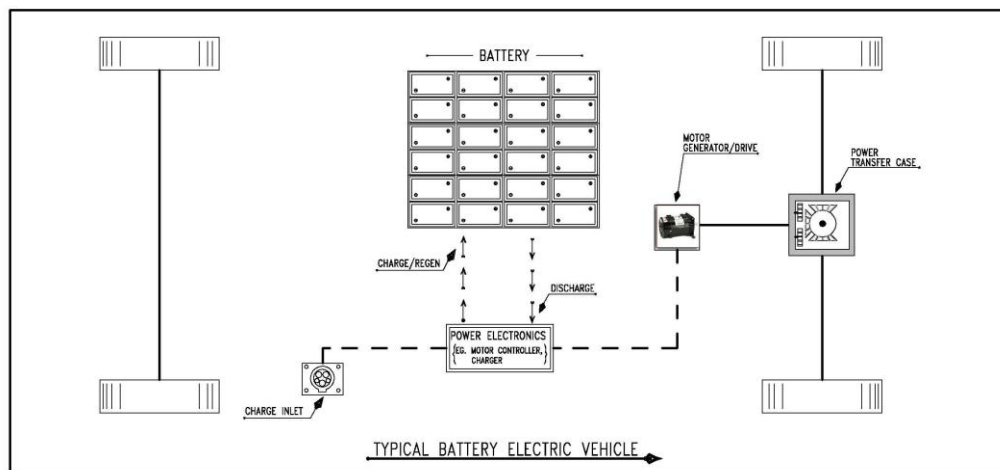 BATTERY
MOTOR
GENERATOR/DRIVE
POWER
TRANSFER CASE
CHARGE/REGEN
DISCHARGE
POWER ELECTRONICS
{EG. MOTOR CONTROLLER,}
CHARGER
CHARGE INLET
TYPICAL BATTERY ELECTRIC VEHICLE